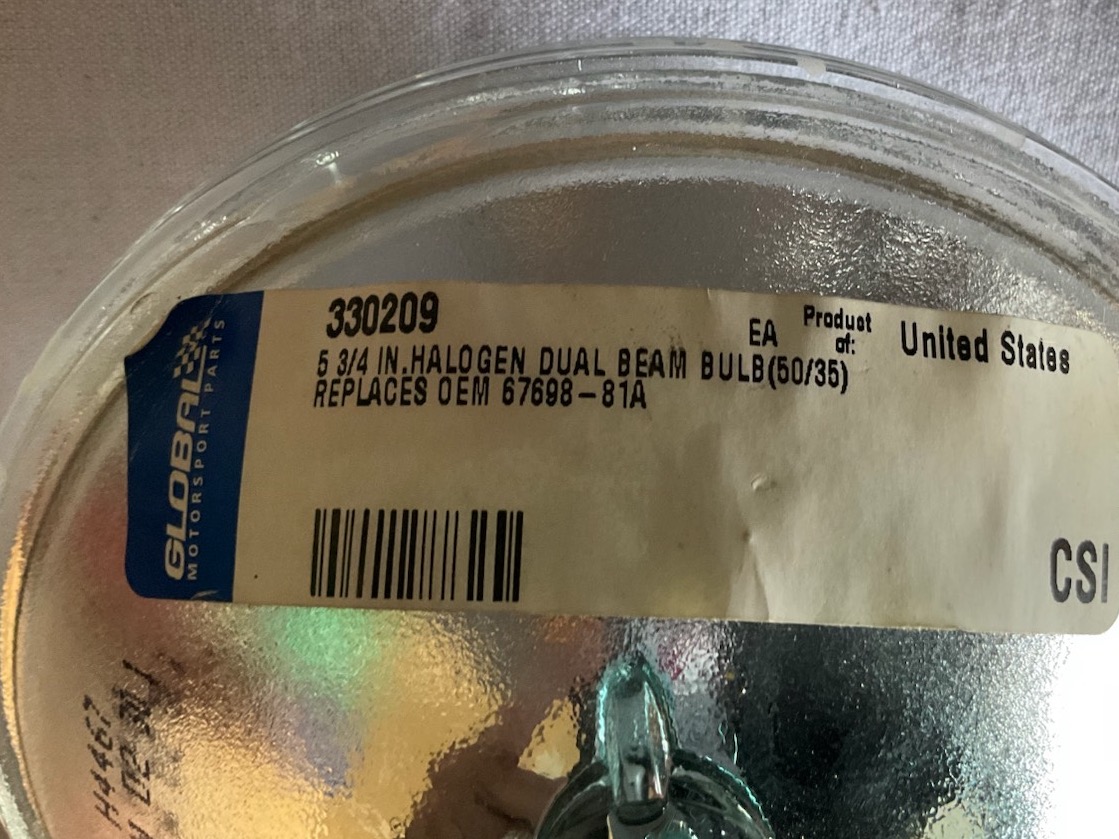 330209
EA
Product of:
United States
5 3/4 IN.HALOGEN DUAL BEAM BULB(50/35)
REPLACES OEM 67698-81A
GLOBAL
MOTORSPORT PARTS
CSI
H4467